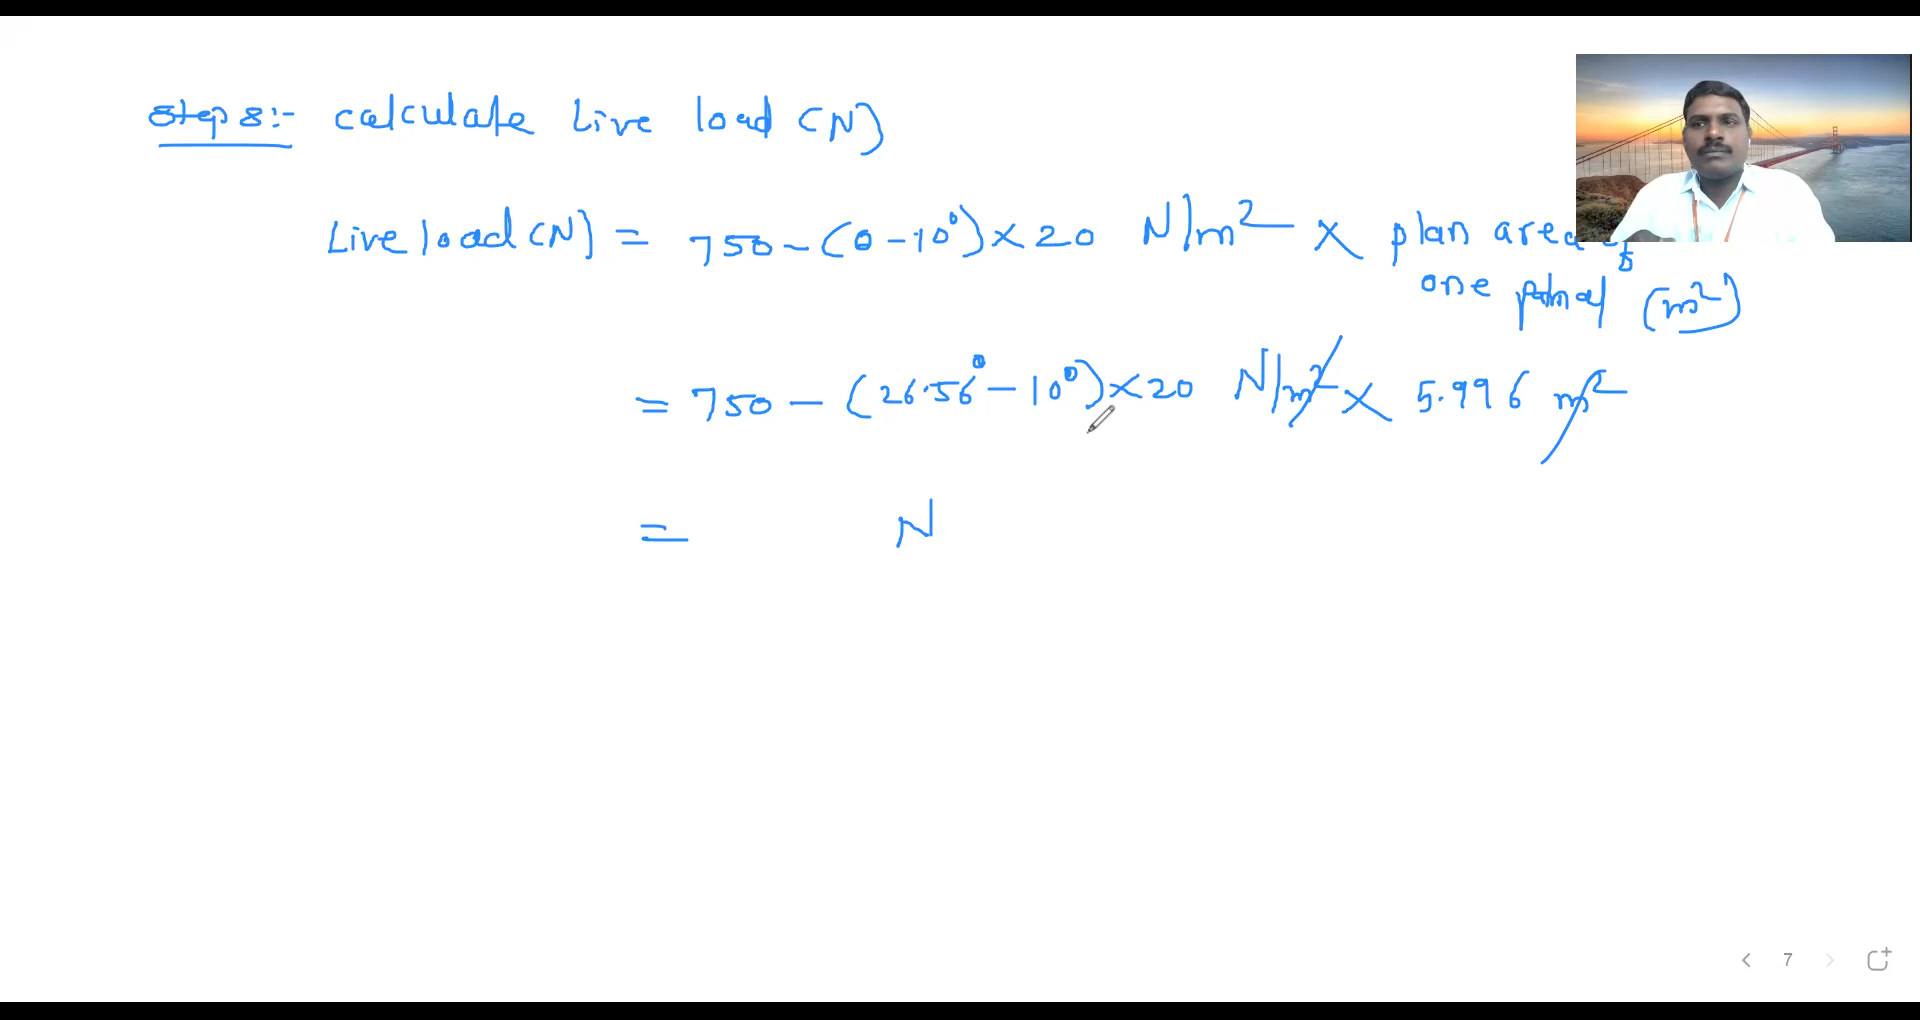 Step 8:- calculate Live load (N)
Live load (N) = 750 - (θ - 10°) × 20 N/m² × plan area of
one panel (m²)
= 750 - (26.56° - 10°) × 20 N/m² × 5.996 m²
= N
7